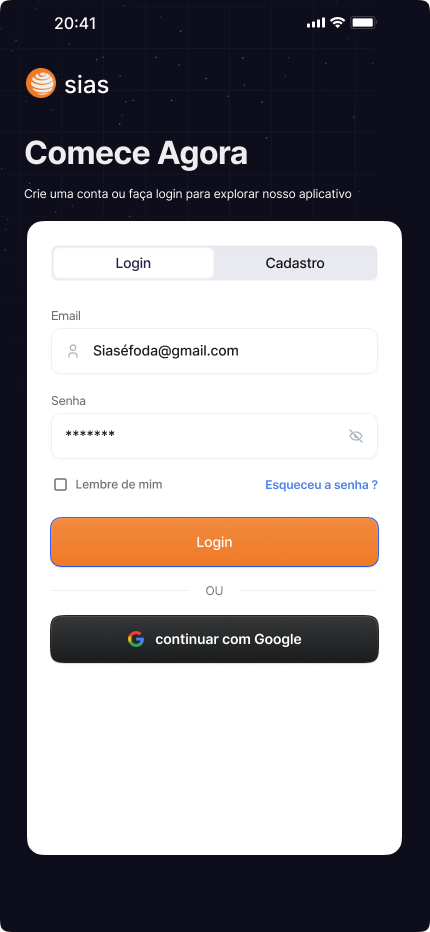 20:41
sias
Comece Agora
Crie uma conta ou faça login para explorar nosso aplicativo
Login Cadastro
Email
Siaséfoda@gmail.com
Senha
*******
Lembre de mim Esqueceu a senha ?
Login
OU
continuar com Google